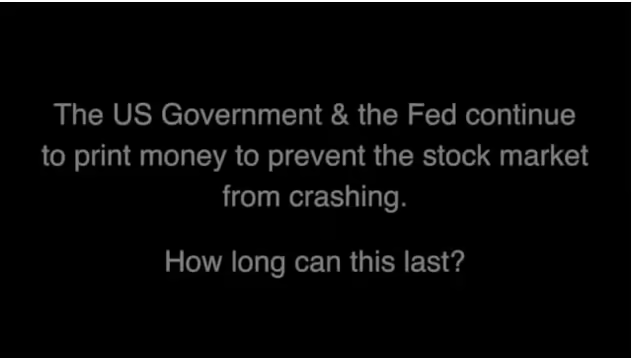 The US Government & the Fed continue
to print money to prevent the stock market
from crashing.
How long can this last?